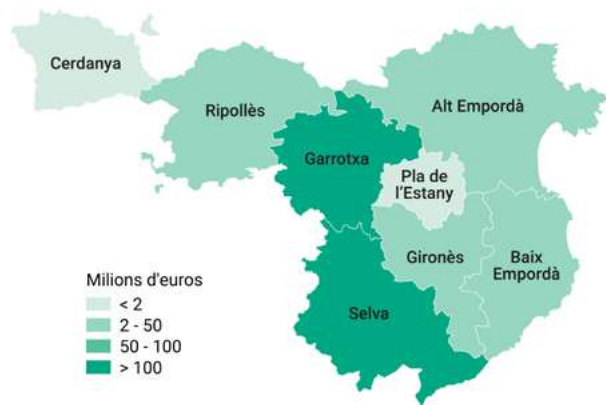 Cerdanya
Ripollès
Alt Empordà
Garrotxa
Pla de
l'Estany
Gironès
Baix
Empordà
Selva
Milions d'euros
< 2
2 - 50
50 - 100
> 100